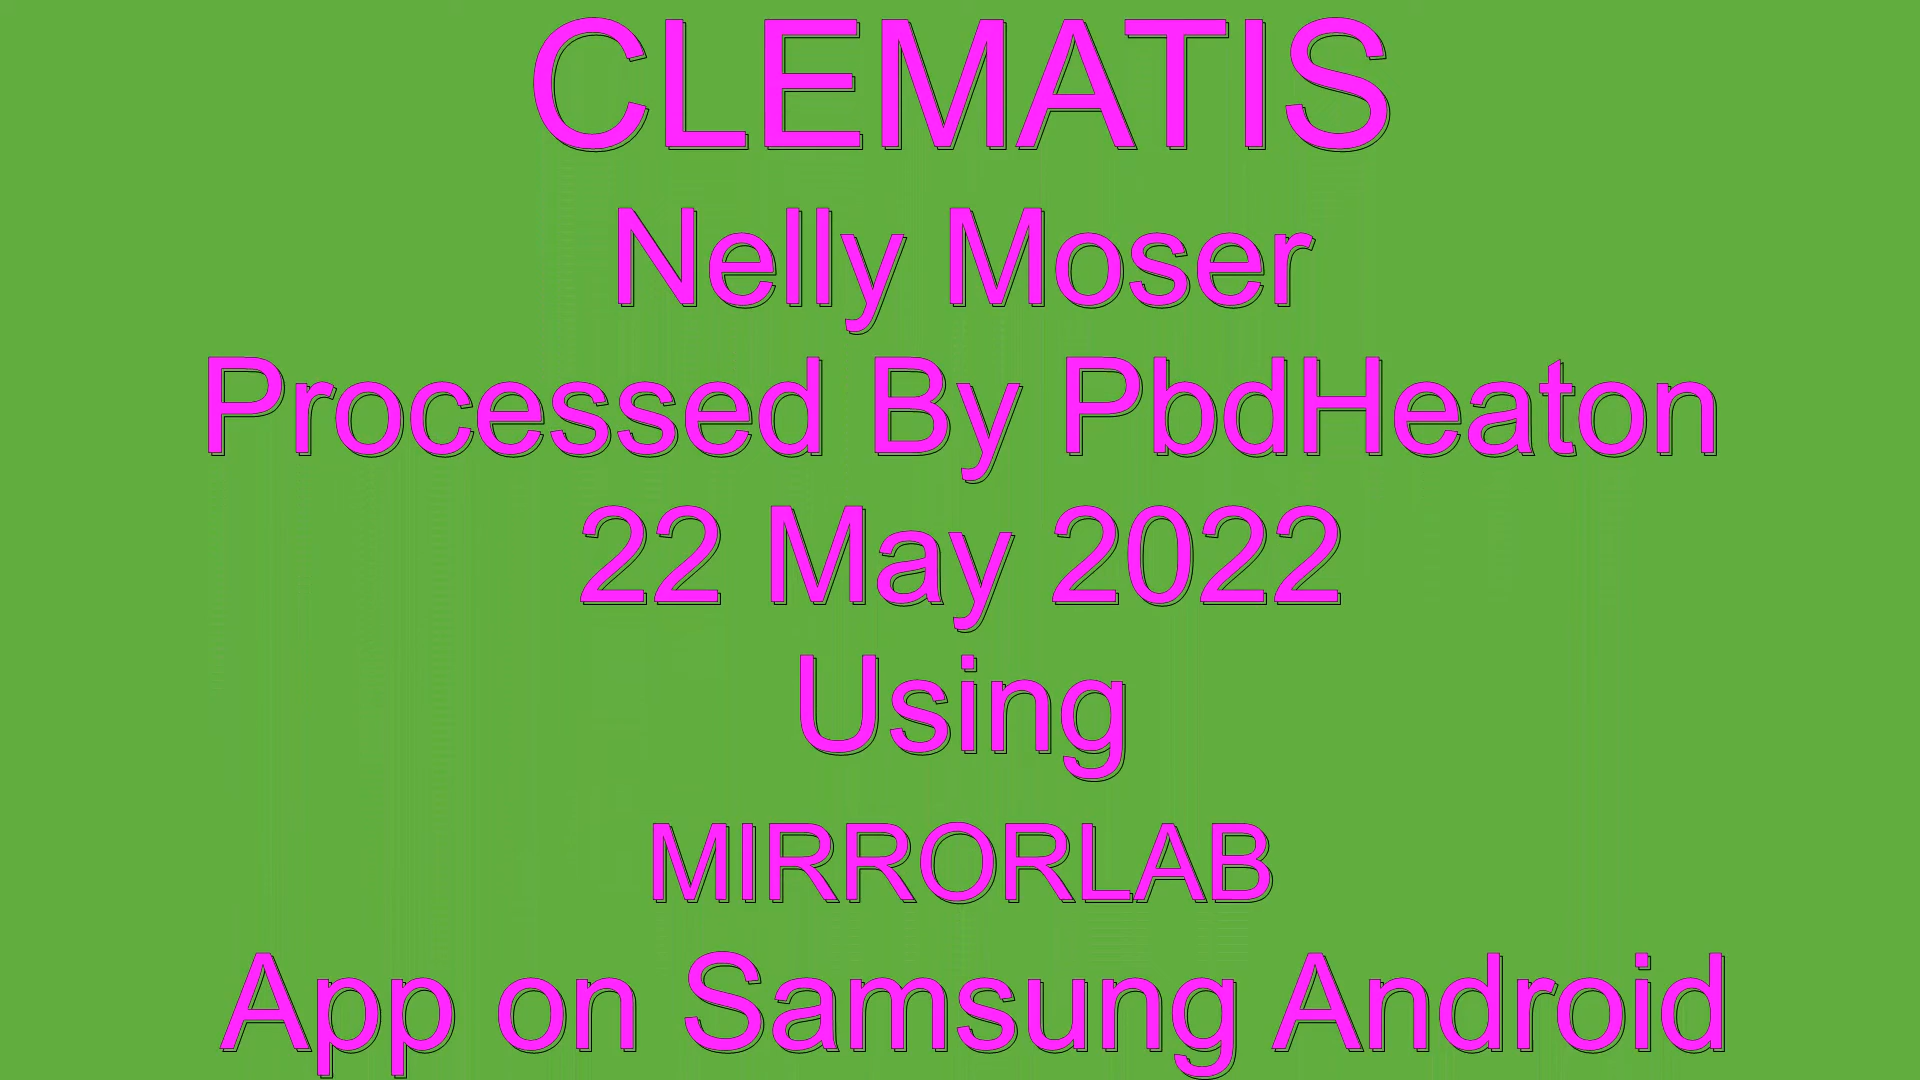 CLEMATIS
Nelly Moser
Processed By PbdHeaton
22 May 2022
Using
MIRRORLAB
App on Samsung Android